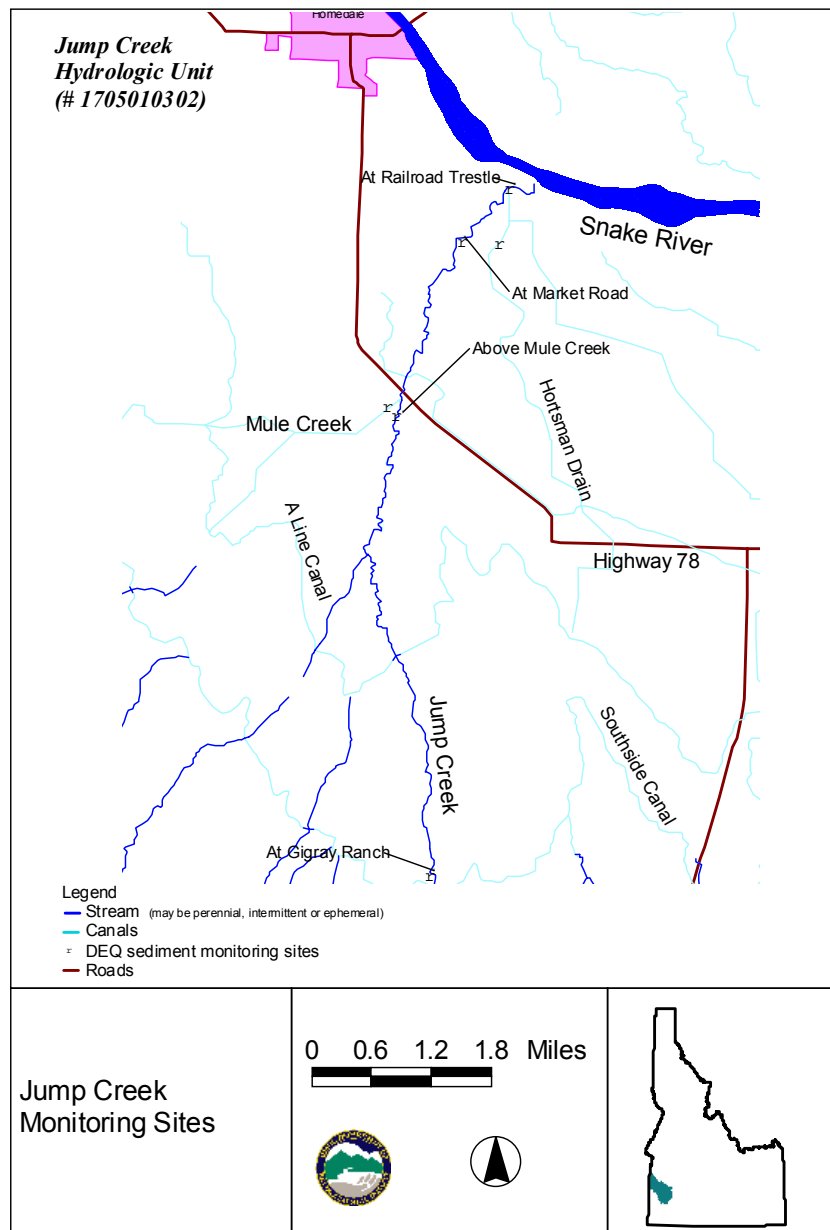 Homedale
Jump Creek
Hydrologic Unit
(# 1705010302)
At Railroad Trestle
r
Snake River
r
r
At Market Road
Above Mule Creek
Hortsman Drain
r
r
Mule Creek
A Line Canal
Highway 78
Jump Creek
Southside Canal
At Gigray Ranch
r
Legend
Stream (may be perennial, intermittent or ephemeral)
Canals
r DEQ sediment monitoring sites
Roads
Jump Creek
Monitoring Sites
0 0.6 1.2 1.8 Miles